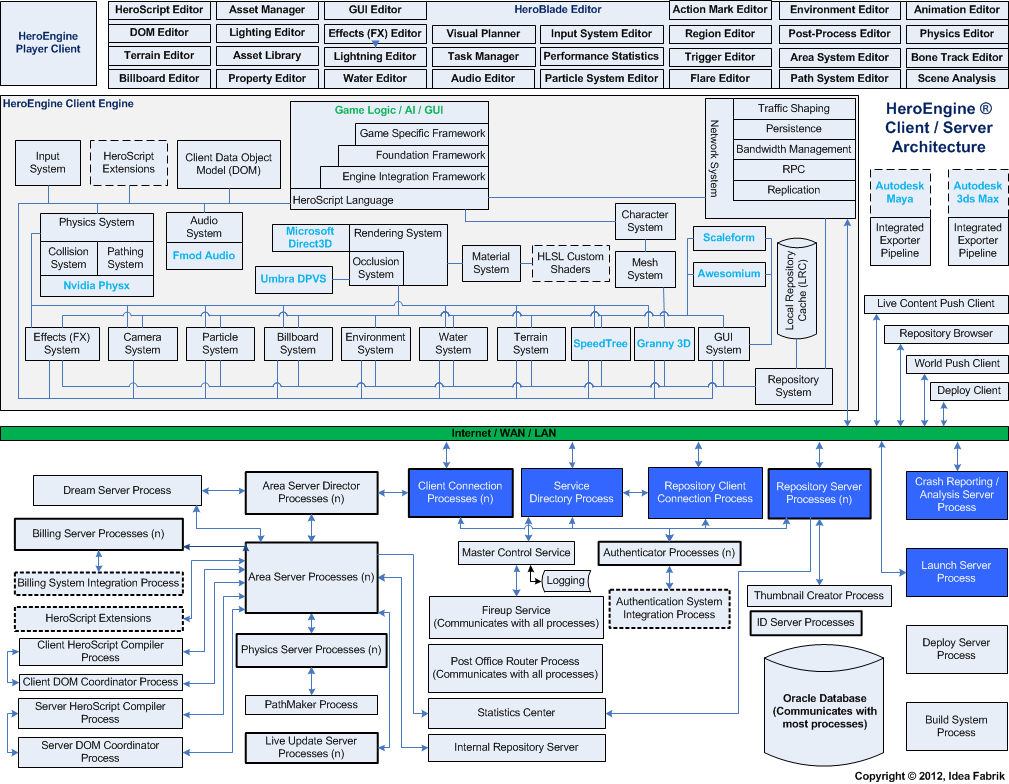 HeroEngine
Player Client
HeroScript Editor
Asset Manager
GUI Editor
HeroBlade Editor
Action Mark Editor
Environment Editor
Animation Editor
DOM Editor
Lighting Editor
Effects (FX) Editor
Visual Planner
Input System Editor
Region Editor
Post-Process Editor
Physics Editor
Terrain Editor
Asset Library
Lightning Editor
Task Manager
Performance Statistics
Trigger Editor
Area System Editor
Bone Track Editor
Billboard Editor
Property Editor
Water Editor
Audio Editor
Particle System Editor
Flare Editor
Path System Editor
Scene Analysis
HeroEngine Client Engine
HeroEngine ®
Client / Server
Architecture
Input
System
HeroScript
Extensions
Client Data Object
Model (DOM)
Game Logic / AI / GUI
Game Specific Framework
Foundation Framework
Engine Integration Framework
HeroScript Language
Network System
Traffic Shaping
Persistence
Bandwidth Management
RPC
Replication
Autodesk
Maya
Integrated
Exporter
Pipeline
Autodesk
3ds Max
Integrated
Exporter
Pipeline
Physics System
Collision
System
Pathing
System
Nvidia Physx
Audio
System
Fmod Audio
Microsoft
Direct3D
Rendering System
Occlusion
System
Umbra DPVS
Material
System
HLSL Custom
Shaders
Character
System
Mesh
System
Scaleform
Awesomium
Local Repository
Cache (LRC)
Effects (FX)
System
Camera
System
Particle
System
Billboard
System
Environment
System
Water
System
Terrain
System
SpeedTree
Granny 3D
GUI
System
Repository
System
Live Content Push Client
Repository Browser
World Push Client
Deploy Client
Internet / WAN / LAN
Dream Server Process
Area Server Director
Processes (n)
Client Connection
Processes (n)
Service
Directory Process
Repository Client
Connection Process
Repository Server
Processes (n)
Crash Reporting /
Analysis Server
Process
Billing Server Processes (n)
Billing System Integration Process
HeroScript Extensions
Client HeroScript Compiler
Process
Client DOM Coordinator Process
Server HeroScript Compiler
Process
Server DOM Coordinator
Process
Area Server Processes (n)
Physics Server Processes (n)
PathMaker Process
Live Update Server
Processes (n)
Master Control Service
Logging
Fireup Service
(Communicates with all processes)
Post Office Router Process
(Communicates with all processes)
Statistics Center
Internal Repository Server
Authenticator Processes (n)
Authentication System
Integration Process
Thumbnail Creator Process
ID Server Processes
Oracle Database
(Communicates with
most processes)
Launch Server
Process
Deploy Server
Process
Build System
Process
Copyright © 2012, Idea Fabrik